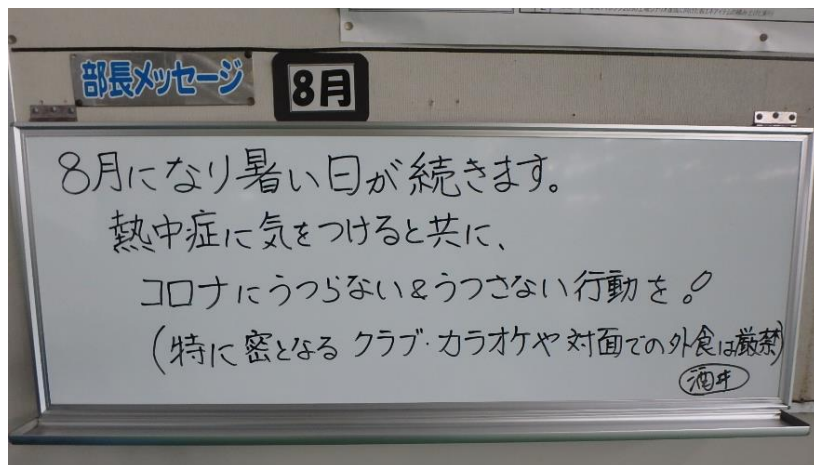 部長メッセージ
8月
8月になり暑い日が続きます。
熱中症に気をつけると共に、
コロナにうつらない&うつさない行動を!
(特に密となるクラブ・カラオケや対面での外食は厳禁)
酒井